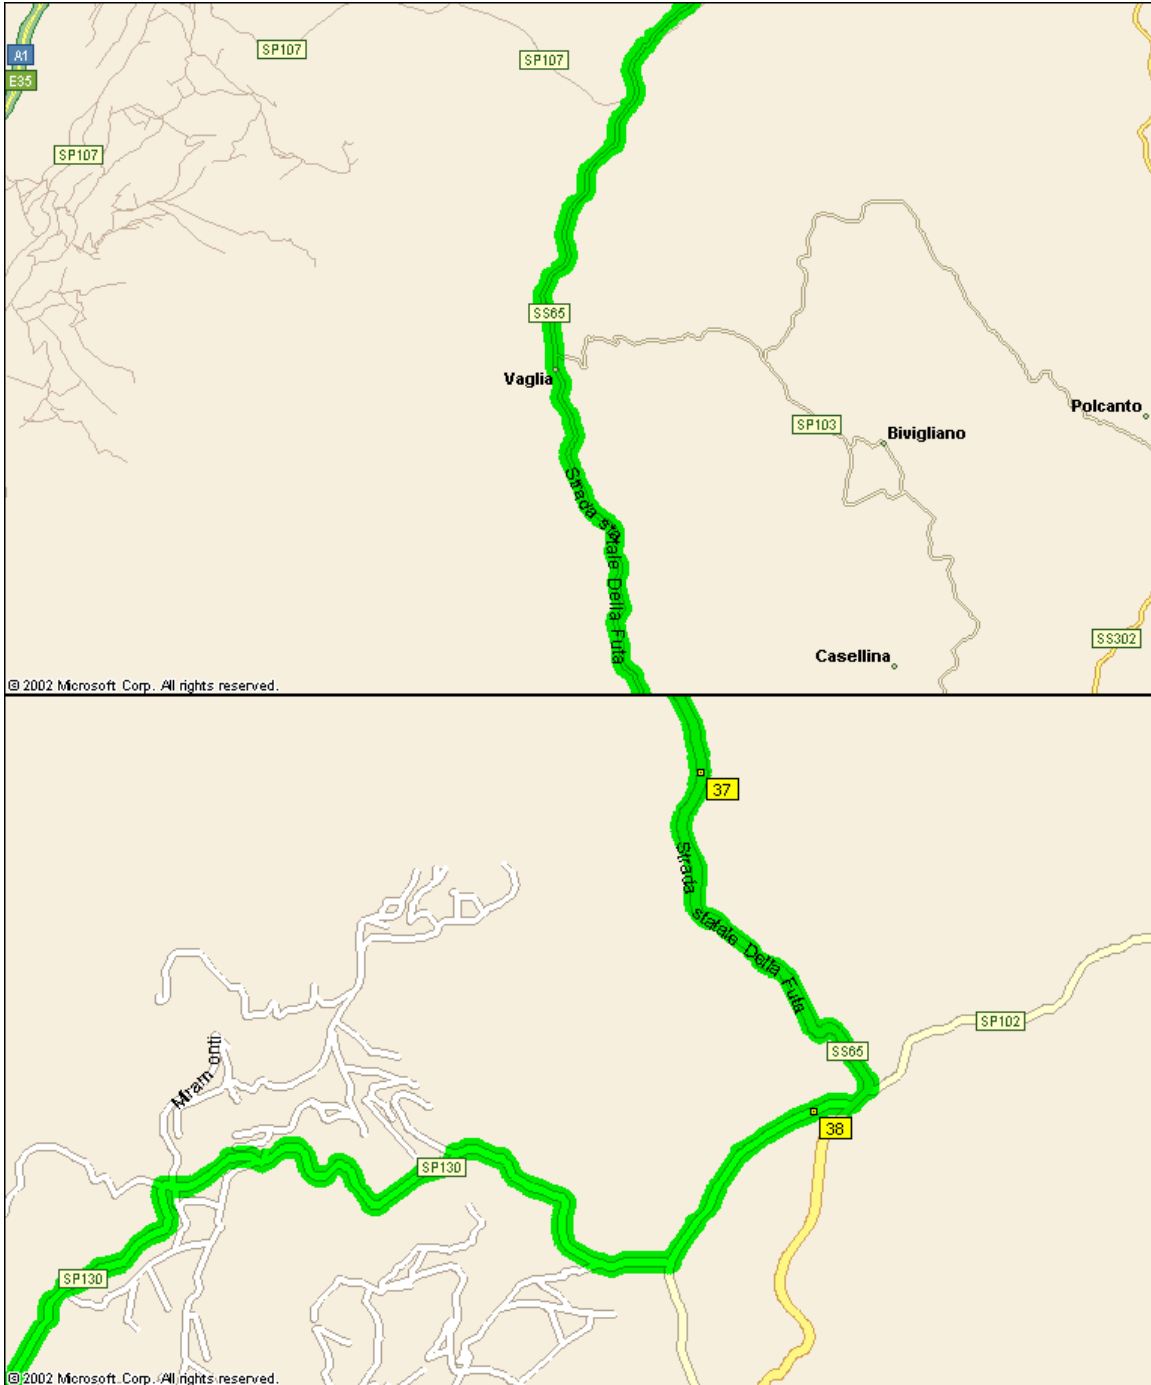 SP107
SP107
A1
E35
SP107
SS65
Vaglia
Polcanto
SP103
Bivigliano
Strada statale Della Futa
SS302
Casellina
© 2002 Microsoft Corp. All rights reserved.
37
Strada statale Della Futa
SP102
SS65
Miramonti
38
SP130
SP130
© 2002 Microsoft Corp. All rights reserved.